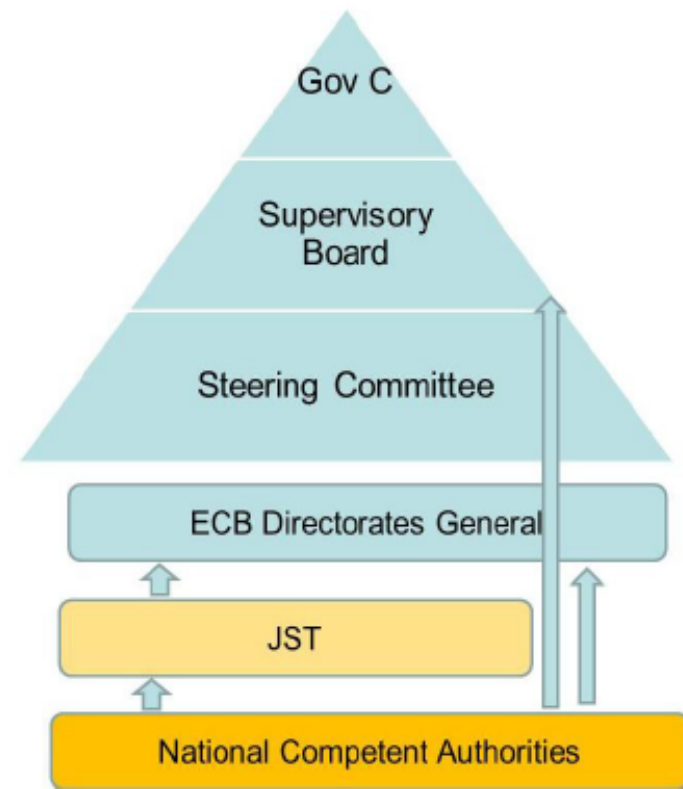 Gov C
Supervisory
Board
Steering Committee
ECB Directorates General
JST
National Competent Authorities